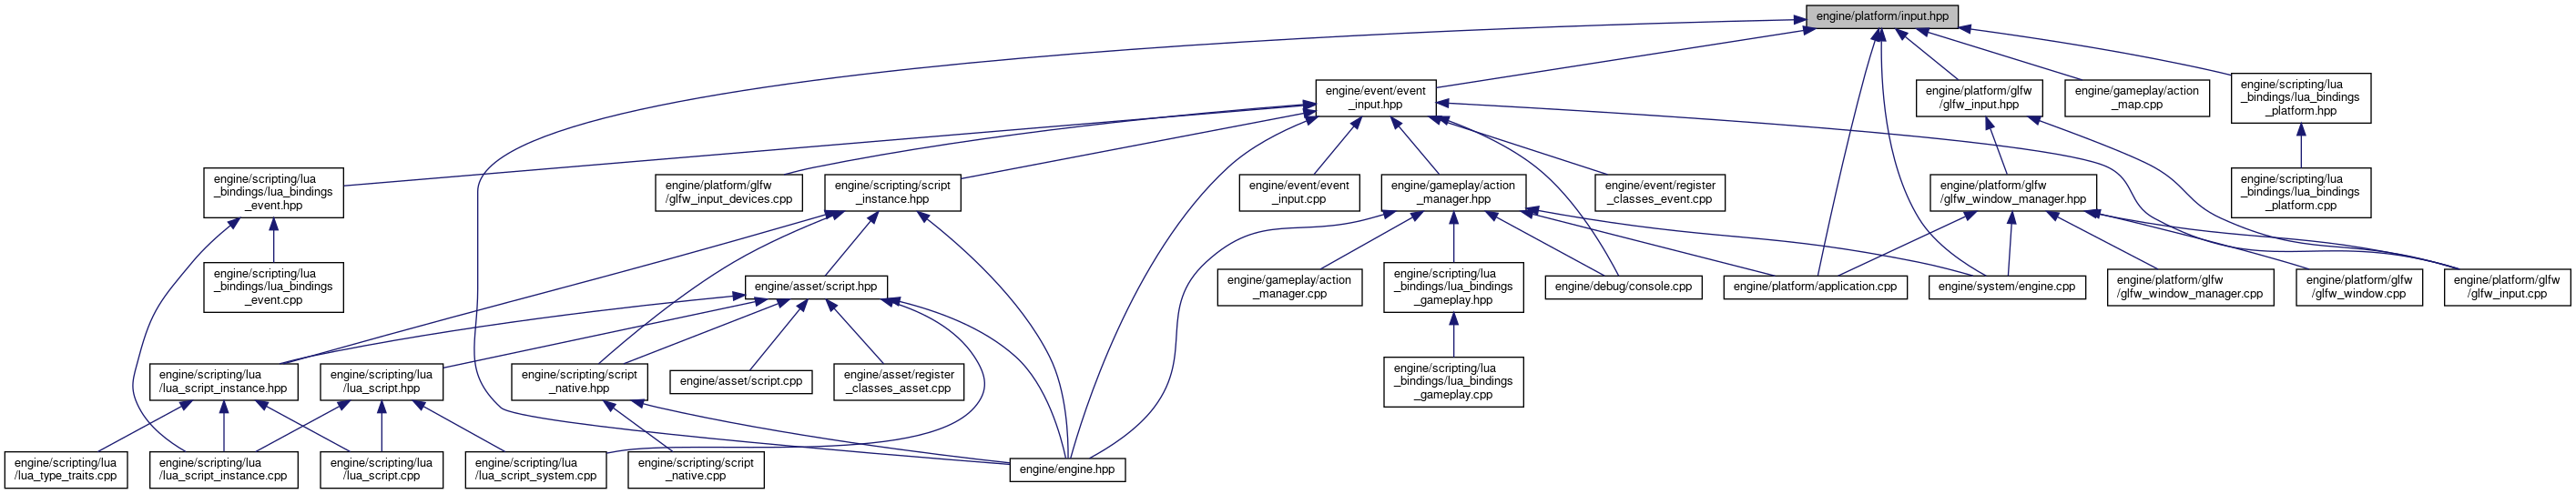 engine/platform/input.hpp
engine/event/event
_input.hpp
engine/platform/glfw
/glfw_input.hpp
engine/gameplay/action
_map.cpp
engine/scripting/lua
_bindings/lua_bindings
_platform.hpp
engine/scripting/lua
_bindings/lua_bindings
_event.hpp
engine/platform/glfw
/glfw_input_devices.cpp
engine/scripting/script
_instance.hpp
engine/event/event
_input.cpp
engine/gameplay/action
_manager.hpp
engine/event/register
_classes_event.cpp
engine/platform/glfw
/glfw_window_manager.hpp
engine/scripting/lua
_bindings/lua_bindings
_platform.cpp
engine/scripting/lua
_bindings/lua_bindings
_event.cpp
engine/asset/script.hpp
engine/gameplay/action
_manager.cpp
engine/scripting/lua
_bindings/lua_bindings
_gameplay.hpp
engine/debug/console.cpp
engine/platform/application.cpp
engine/system/engine.cpp
engine/platform/glfw
/glfw_window_manager.cpp
engine/platform/glfw
/glfw_window.cpp
engine/platform/glfw
/glfw_input.cpp
engine/scripting/lua
/lua_script_instance.hpp
engine/scripting/lua
/lua_script.hpp
engine/scripting/script
_native.hpp
engine/asset/script.cpp
engine/asset/register
_classes_asset.cpp
engine/scripting/lua
_bindings/lua_bindings
_gameplay.cpp
engine/scripting/lua
/lua_type_traits.cpp
engine/scripting/lua
/lua_script_instance.cpp
engine/scripting/lua
/lua_script.cpp
engine/scripting/lua
/lua_script_system.cpp
engine/scripting/script
_native.cpp
engine/engine.hpp